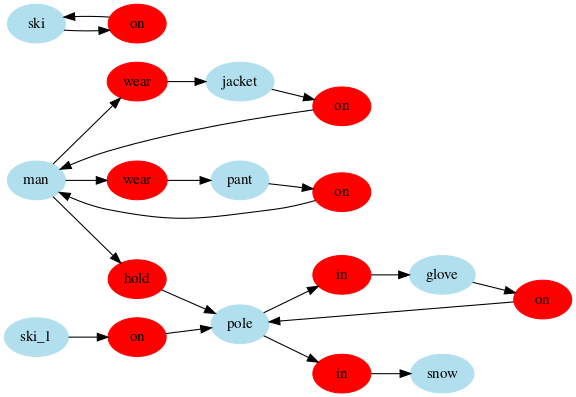 ski on
wear jacket
on
man wear pant on
hold
in glove
on
ski_1 on pole
in snow